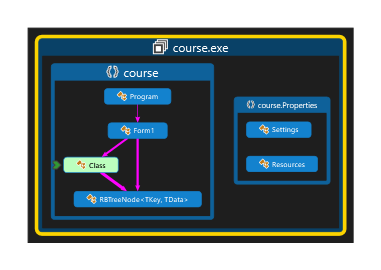 course.exe
course
Program
Form1
Class
RBTreeNode<TKey, TData>
course.Properties
Settings
Resources